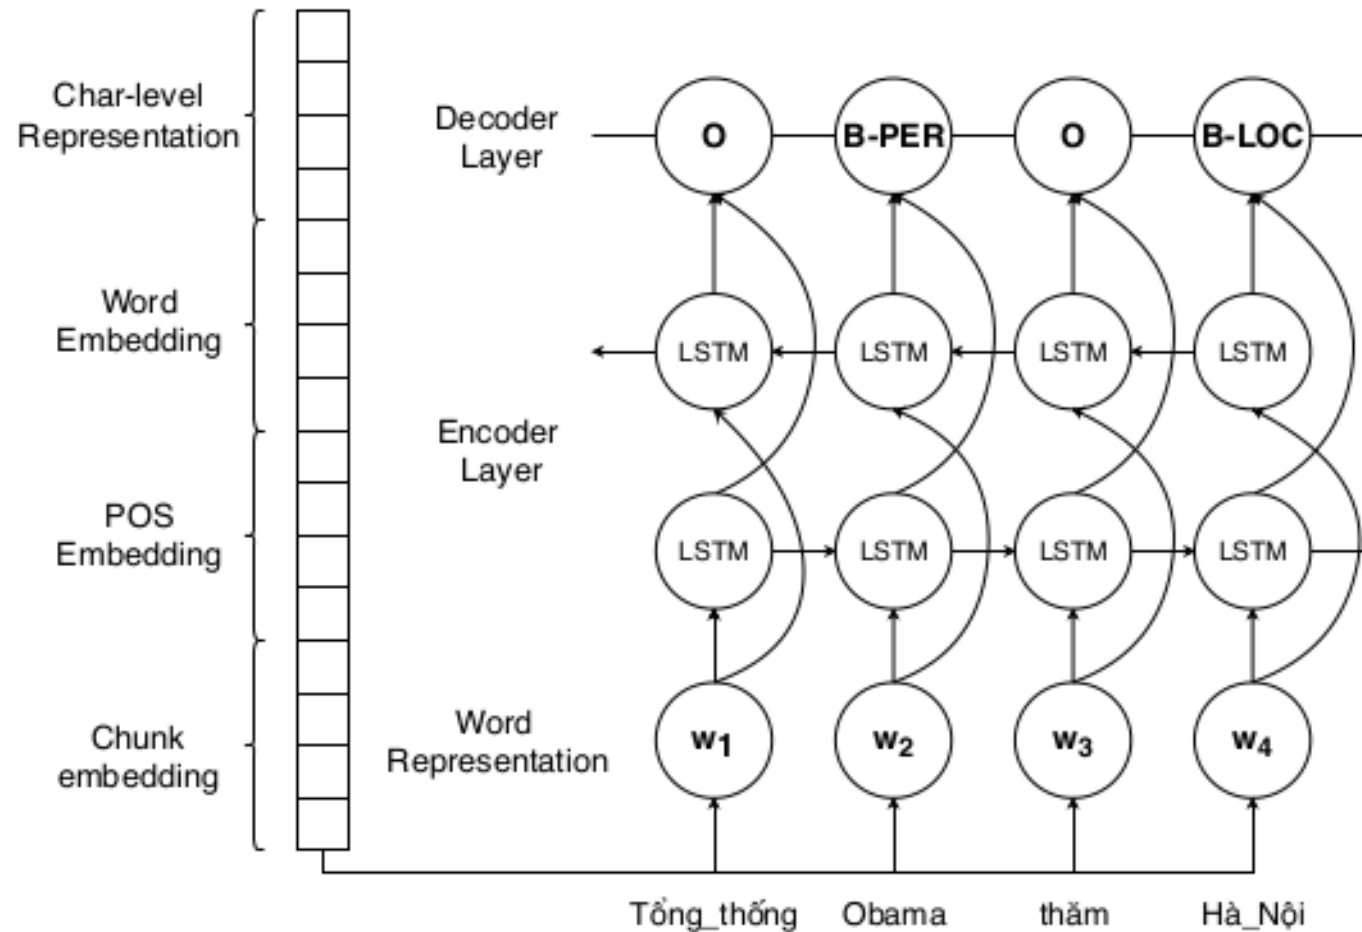 Char-level
Representation
Word
Embedding
POS
Embedding
Chunk
embedding
Decoder
Layer
O B-PER O B-LOC
LSTM LSTM LSTM LSTM
Encoder
Layer
LSTM LSTM LSTM LSTM
Word
Representation
w1 w2 w3 w4
Tổng_thống Obama thăm Hà_Nội